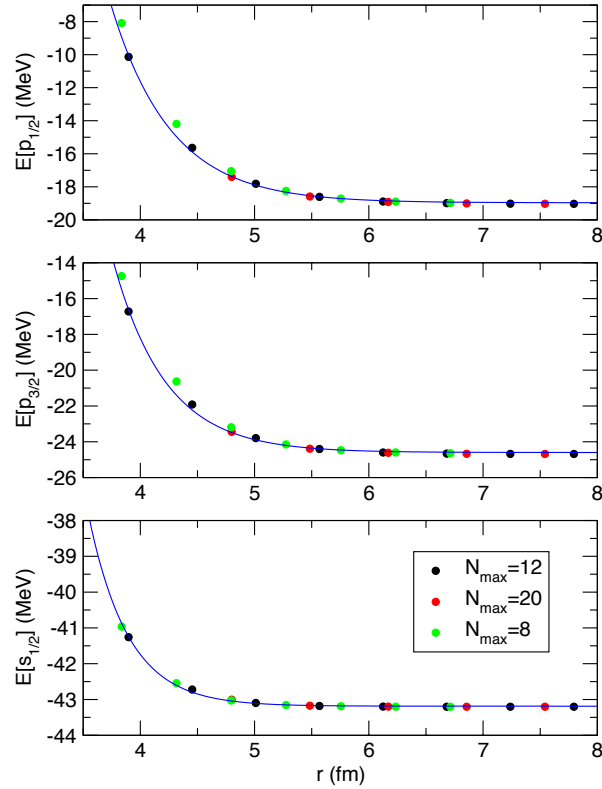 -8
-10
-12
-14
-16
-18
-20
E[p1/2] (MeV)
4 5 6 7 8
-14
-16
-18
-20
-22
-24
-26
E[p3/2] (MeV)
4 5 6 7 8
-38
-39
-40
-41
-42
-43
-44
E[s1/2] (MeV)
Nmax=12
Nmax=20
Nmax=8
4 5 6 7 8
r (fm)